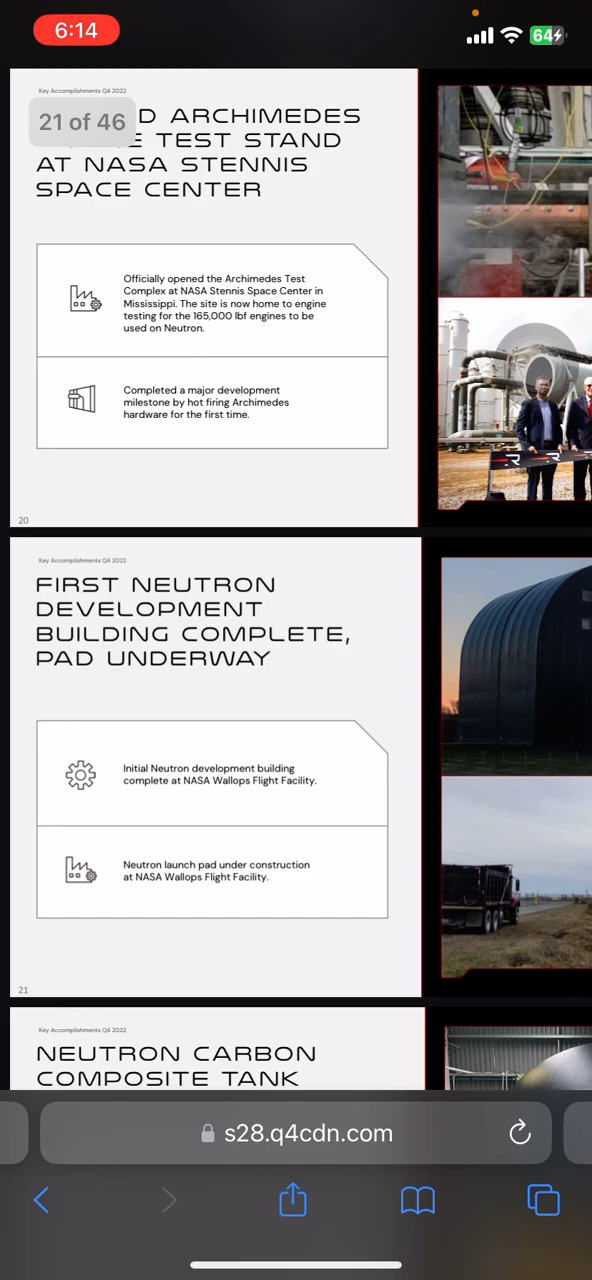 6:14
64
Key Accomplishments Q4 2022
21 of 46
D ARCHIMEDES
TEST STAND
AT NASA STENNIS
SPACE CENTER
Officially opened the Archimedes Test
Complex at NASA Stennis Space Center in
Mississippi. The site is now home to engine
testing for the 165,000 lbf engines to be
used on Neutron.
Completed a major development
milestone by hot firing Archimedes
hardware for the first time.
20
Key Accomplishments Q4 2022
FIRST NEUTRON
DEVELOPMENT
BUILDING COMPLETE,
PAD UNDERWAY
Initial Neutron development building
complete at NASA Wallops Flight Facility.
Neutron launch pad under construction
at NASA Wallops Flight Facility.
21
Key Accomplishments Q4 2022
NEUTRON CARBON
COMPOSITE TANK
s28.q4cdn.com